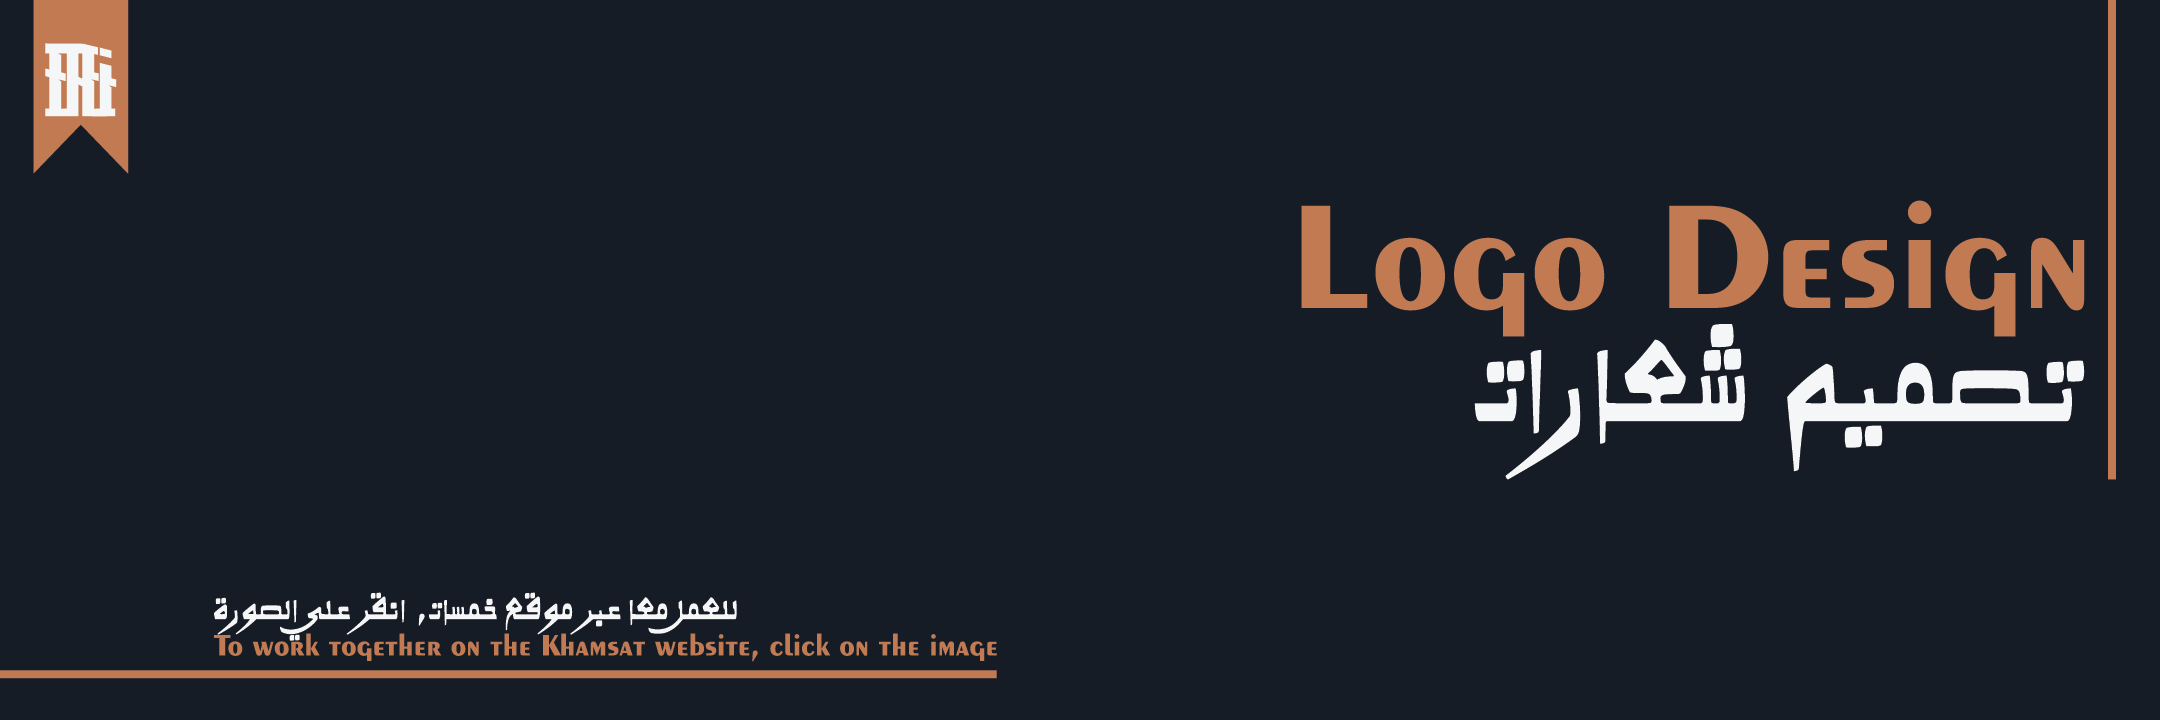 Logo Design
تصميم شعارات
للعمل معا عبر موقع خمسات, انقر على الصورة
To work together on the Khamsat website, click on the image